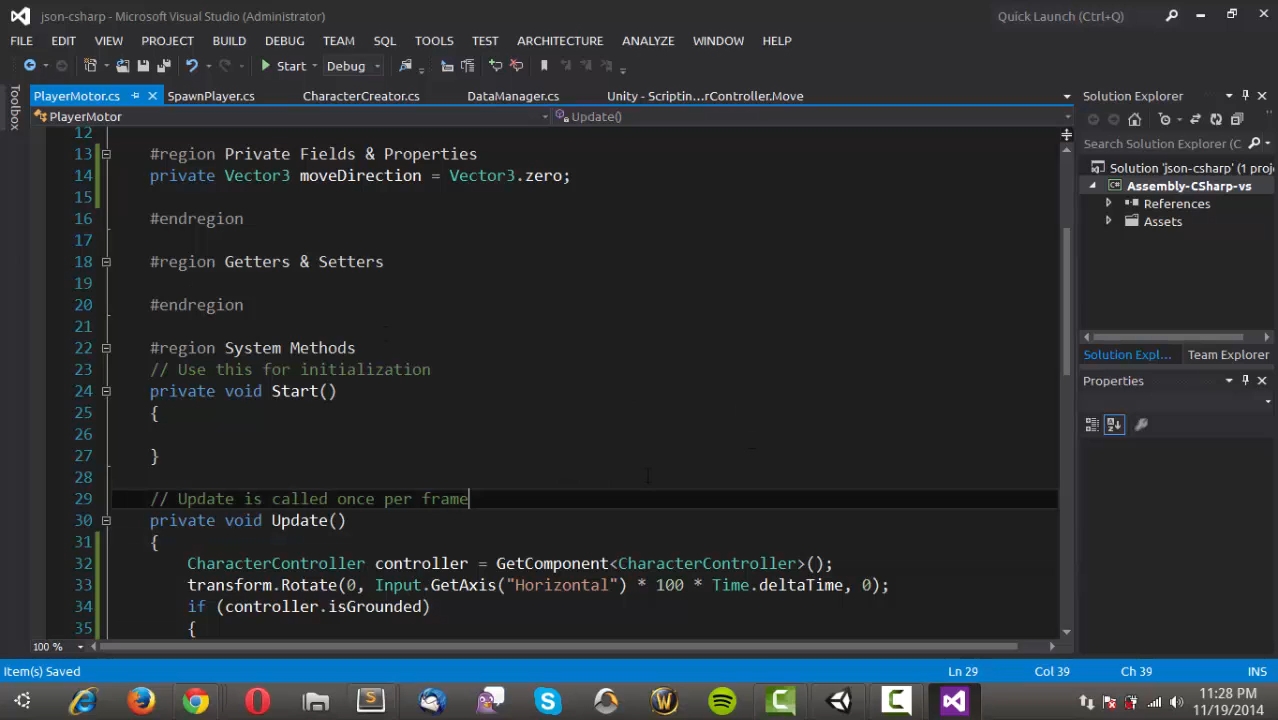 json-csharp - Microsoft Visual Studio (Administrator)
Quick Launch (Ctrl+Q)
FILE EDIT VIEW PROJECT BUILD DEBUG TEAM SQL TOOLS TEST ARCHITECTURE ANALYZE WINDOW HELP
Start Debug
Toolbox
PlayerMotor.cs SpawnPlayer.cs CharacterCreator.cs DataManager.cs Unity - Scriptin...rController.Move
PlayerMotor Update()
12
13 #region Private Fields & Properties
14 private Vector3 moveDirection = Vector3.zero;
15
16 #endregion
17
18 #region Getters & Setters
19
20 #endregion
21
22 #region System Methods
23 // Use this for initialization
24 private void Start()
25 {
26
27 }
28
29 // Update is called once per frame
30 private void Update()
31 {
32 CharacterController controller = GetComponent<CharacterController>();
33 transform.Rotate(0, Input.GetAxis("Horizontal") * 100 * Time.deltaTime, 0);
34 if (controller.isGrounded)
35 {
100 %
Solution Explorer
Search Solution Explorer (
Solution 'json-csharp' (1 proje
Assembly-CSharp-vs
References
Assets
Solution Expl... Team Explorer
Properties
Item(s) Saved Ln 29 Col 39 Ch 39 INS
11:28 PM
11/19/2014